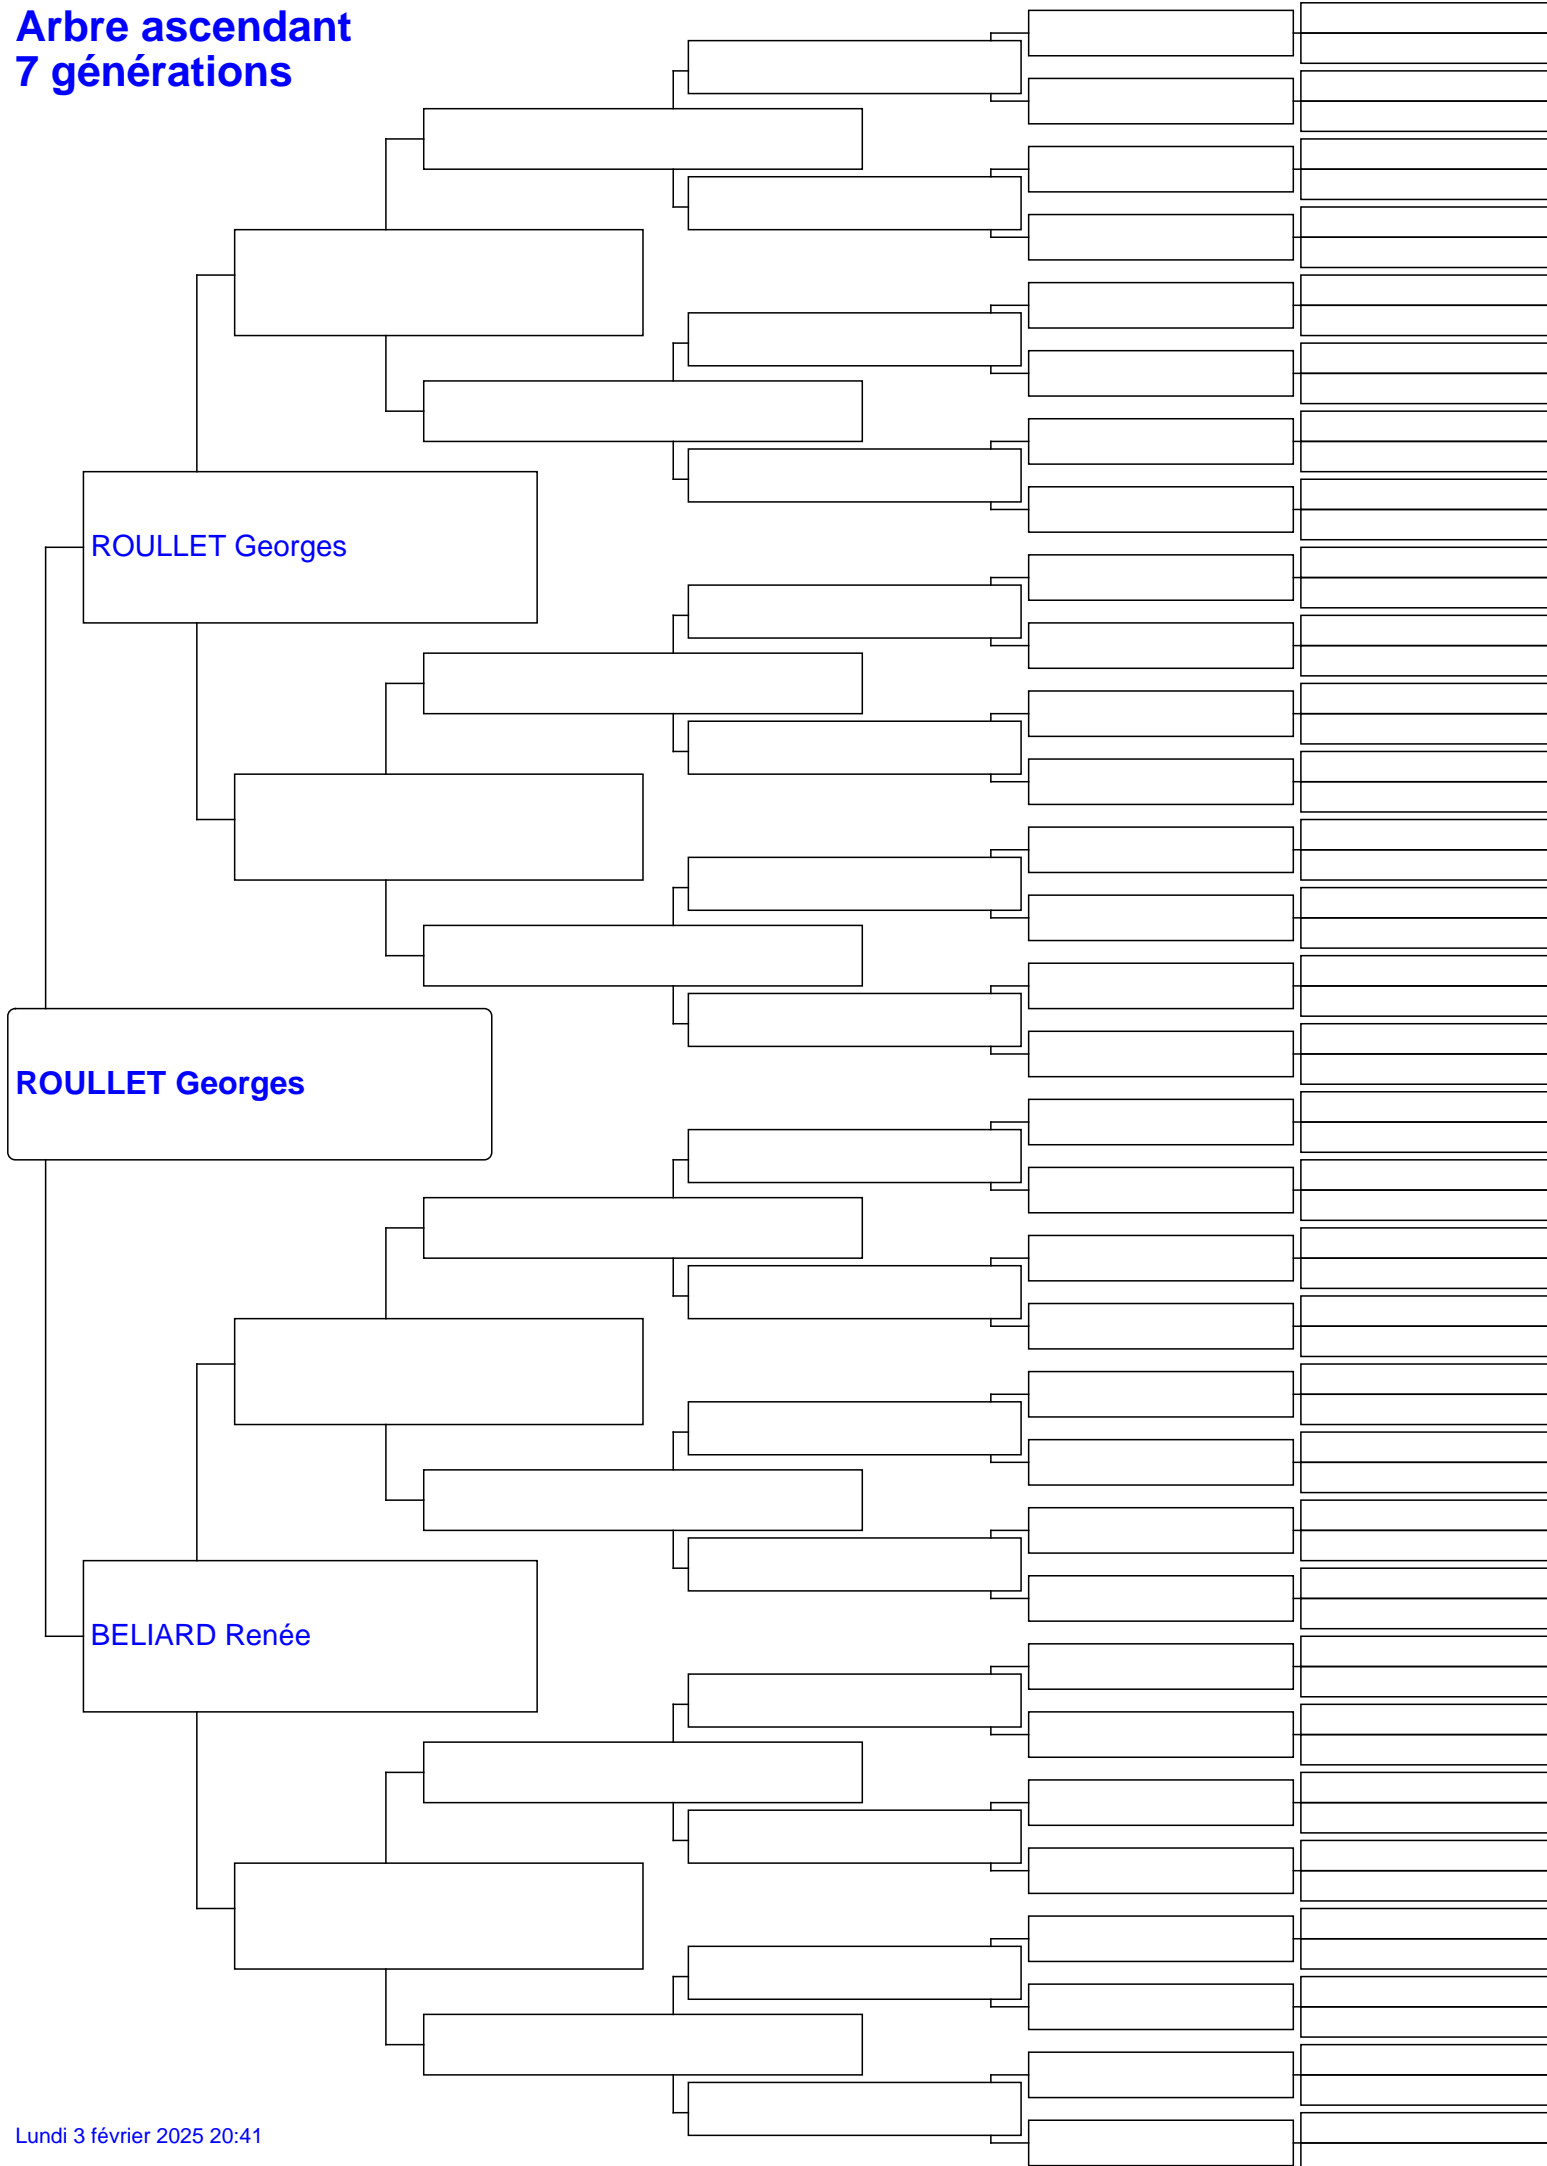 Arbre ascendant
7 générations
ROULLET Georges
ROULLET Georges
BELIARD Renée
Lundi 3 février 2025 20:41